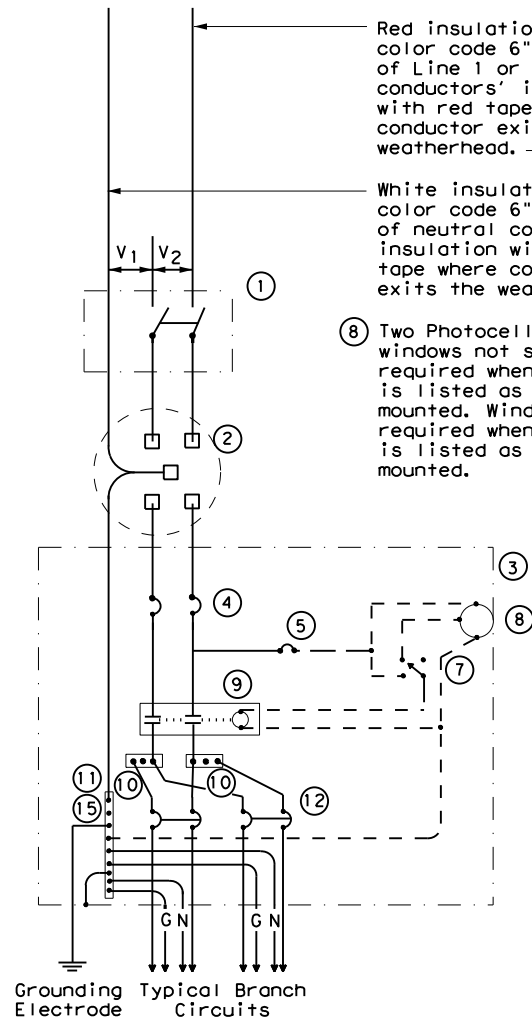 Red insulatio
color code 6"
of Line 1 or
conductors' i
with red tape
conductor exi
weatherhead.
White insulat
color code 6"
of neutral co
insulation wi
tape where co
exits the wea
V1 V2
1
8 Two Photocell
windows not s
required when
is listed as
mounted. Wind
required when
is listed as
mounted.
2
3
4
5
8
7
9
11
10
10
15
12
G N
G N
Grounding
Electrode
Typical Branch
Circuits